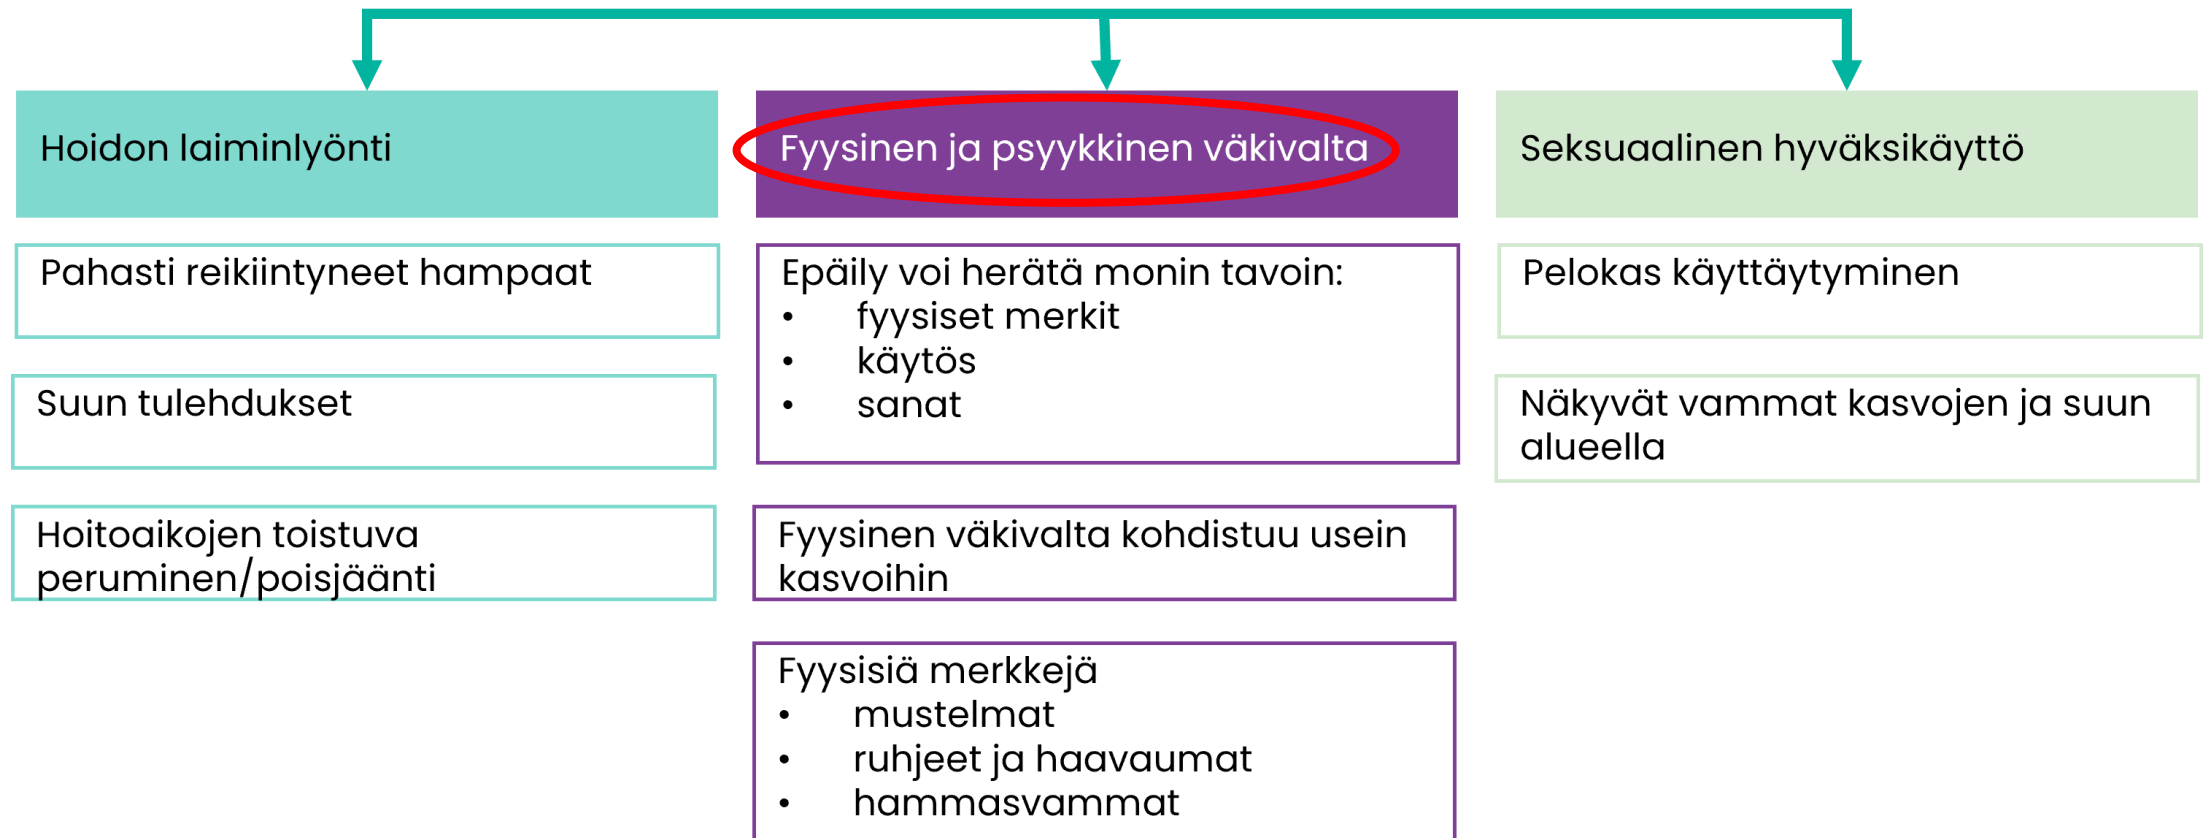 Hoidon laiminlyönti
Pahasti reikiintyneet hampaat
Suun tulehdukset
Hoitoaikojen toistuva
peruminen/poisjäänti
Fyysinen ja psyykkinen väkivalta
Epäily voi herätä monin tavoin:
• fyysiset merkit
• käytös
• sanat
Fyysinen väkivalta kohdistuu usein
kasvoihin
Fyysisiä merkkejä
• mustelmat
• ruhjeet ja haavaumat
• hammasvammat
Seksuaalinen hyväksikäyttö
Pelokas käyttäytyminen
Näkyvät vammat kasvojen ja suun
alueella